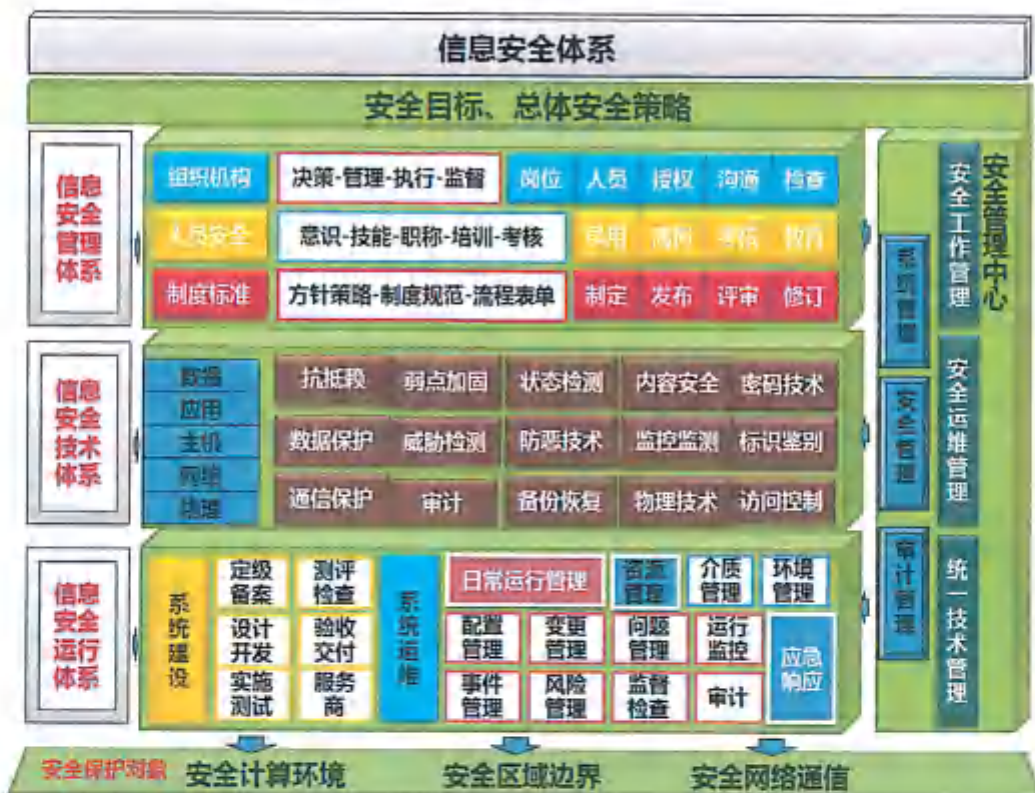 信息安全体系
安全目标、总体安全策略
信息
安全
管理
体系
组织机构
决策-管理-执行-监督
岗位 人员 授权 沟通 检查
人员安全
意识-技能-职称-培训-考核
录用 离岗 考核 教育
制度标准
方针策略-制度规范-流程表单
制定 发布 评审 修订
信息
安全
技术
体系
数据
应用
主机
网络
物理
抗抵赖 弱点加固 状态检测 内容安全 密码技术
数据保护 威胁检测 防恶技术 监控监测 标识鉴别
通信保护 审计 备份恢复 物理技术 访问控制
信息
安全
运行
体系
系统建设
定级
备案
测评
检查
设计
开发
验收
交付
实施
测试
服务
商
系统运维
日常运行管理
资源
管理
介质
管理
环境
管理
配置
管理
变更
管理
问题
管理
运行
监控
事件
管理
风险
管理
监督
检查
审计
应急
响应
安全管理中心
系统管理
安全管理
审计管理
安全工作管理
安全运维管理
统一技术管理
安全保护对象
安全计算环境
安全区域边界
安全网络通信